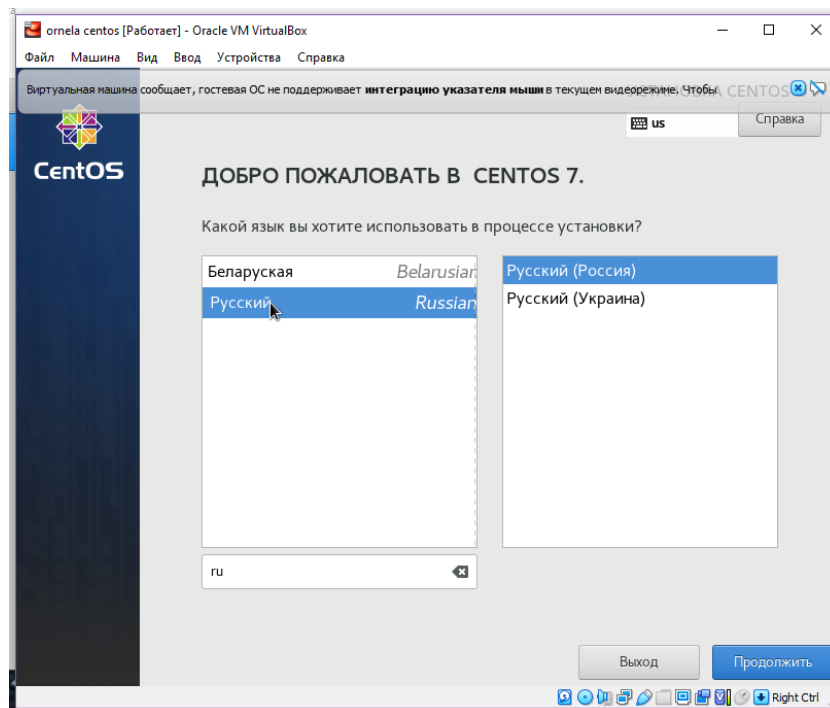 ornela centos [Работает] - Oracle VM VirtualBox
Файл Машина Вид Ввод Устройства Справка
Виртуальная машина сообщает, гостевая ОС не поддерживает интеграцию указателя мыши в текущем видеорежиме. Чтобы
CENTOS
us
Справка
CentOS
ДОБРО ПОЖАЛОВАТЬ В CENTOS 7.
Какой язык вы хотите использовать в процессе установки?
Беларуская Belarusian
Русский Russian
Русский (Россия)
Русский (Украина)
ru
Выход
Продолжить
Right Ctrl